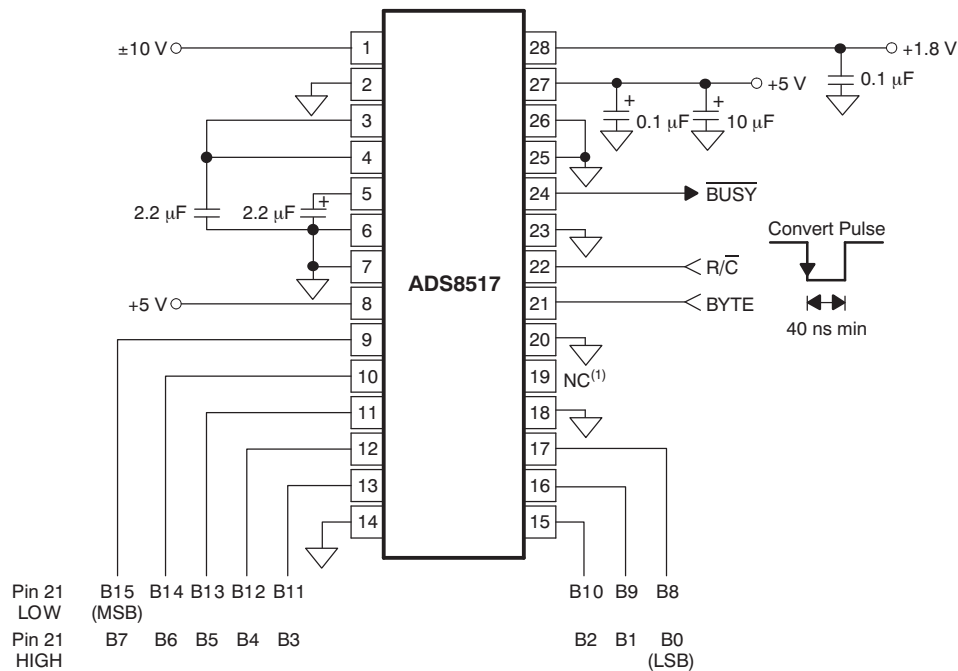 ±10 V
1
28
+1.8 V
0.1 µF
2
27
+5 V
+
+
0.1 µF
10 µF
3
26
4
25
5
24
BUSY
2.2 µF
2.2 µF
+
6
23
Convert Pulse
7
ADS8517
22
R/C
+5 V
8
21
BYTE
40 ns min
9
20
10
19
NC(1)
11
18
12
17
13
16
14
15
Pin 21 LOW
B15 (MSB)
B14
B13
B12
B11
B10
B9
B8
Pin 21 HIGH
B7
B6
B5
B4
B3
B2
B1
B0 (LSB)